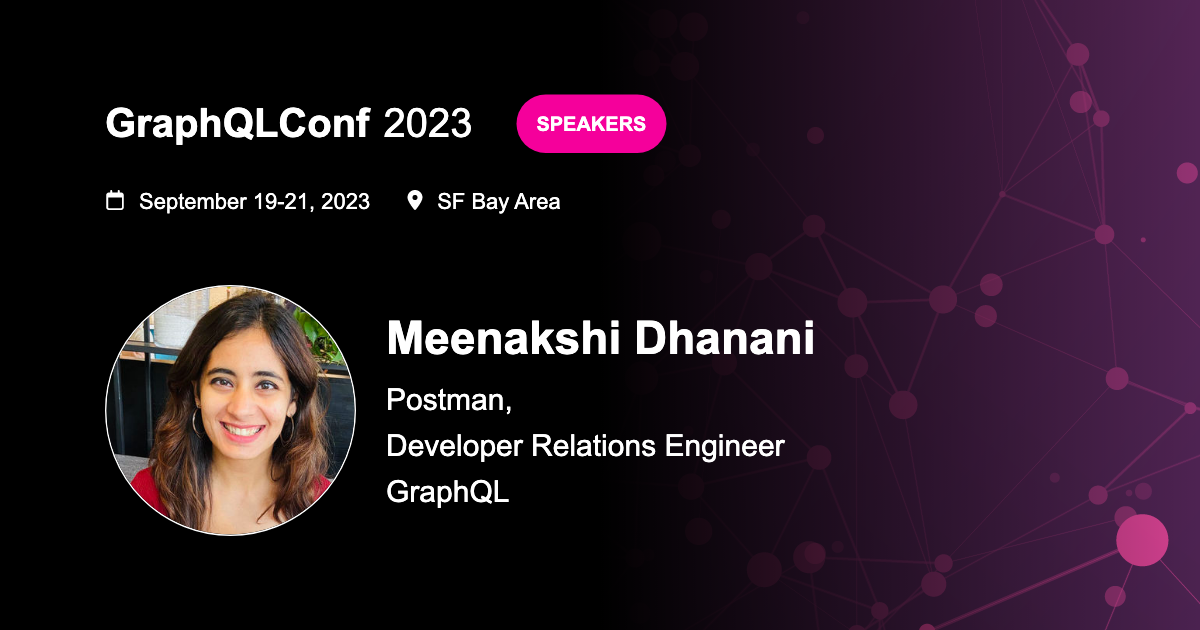 GraphQLConf 2023
SPEAKERS
September 19-21, 2023
SF Bay Area
Meenakshi Dhanani
Postman,
Developer Relations Engineer
GraphQL